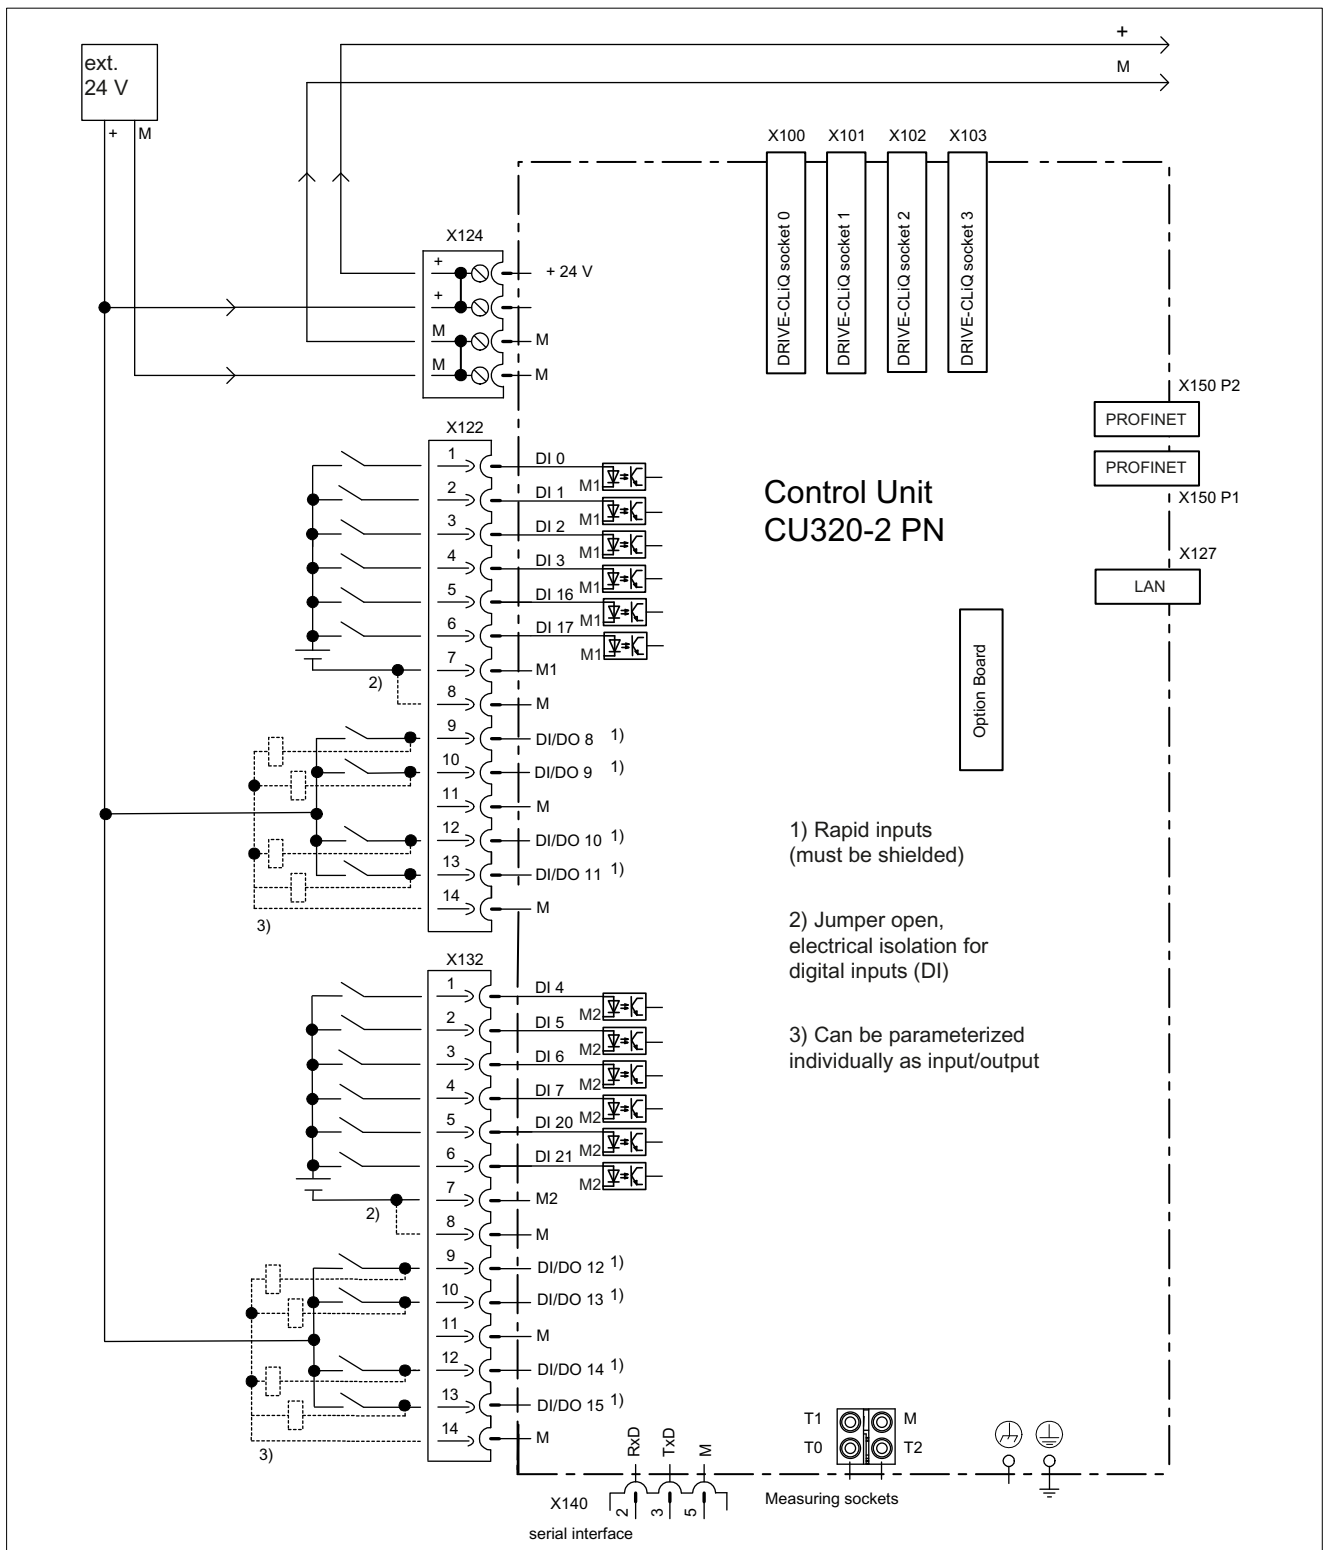 +
M
ext.
24 V
+ M
X100 X101 X102 X103
DRIVE-CLiQ socket 0
DRIVE-CLiQ socket 1
DRIVE-CLiQ socket 2
DRIVE-CLiQ socket 3
X124
+ + 24 V
+
M M
M M
X150 P2
PROFINET
PROFINET
X150 P1
X127
LAN
Control Unit
CU320-2 PN
Option Board
X122
1 DI 0 M1
2 DI 1 M1
3 DI 2 M1
4 DI 3 M1
5 DI 16 M1
6 DI 17 M1
7 M1
2)
8 M
9 DI/DO 8 1)
10 DI/DO 9 1)
11 M
12 DI/DO 10 1)
13 DI/DO 11 1)
14 M
3)
1) Rapid inputs
(must be shielded)
2) Jumper open,
electrical isolation for
digital inputs (DI)
3) Can be parameterized
individually as input/output
X132
1 DI 4 M2
2 DI 5 M2
3 DI 6 M2
4 DI 7 M2
5 DI 20 M2
6 DI 21 M2
7 M2
2)
8 M
9 DI/DO 12 1)
10 DI/DO 13 1)
11 M
12 DI/DO 14 1)
13 DI/DO 15 1)
14 M
3)
RxD TxD M
X140 2 3 5
serial interface
T1 M
T0 T2
Measuring sockets